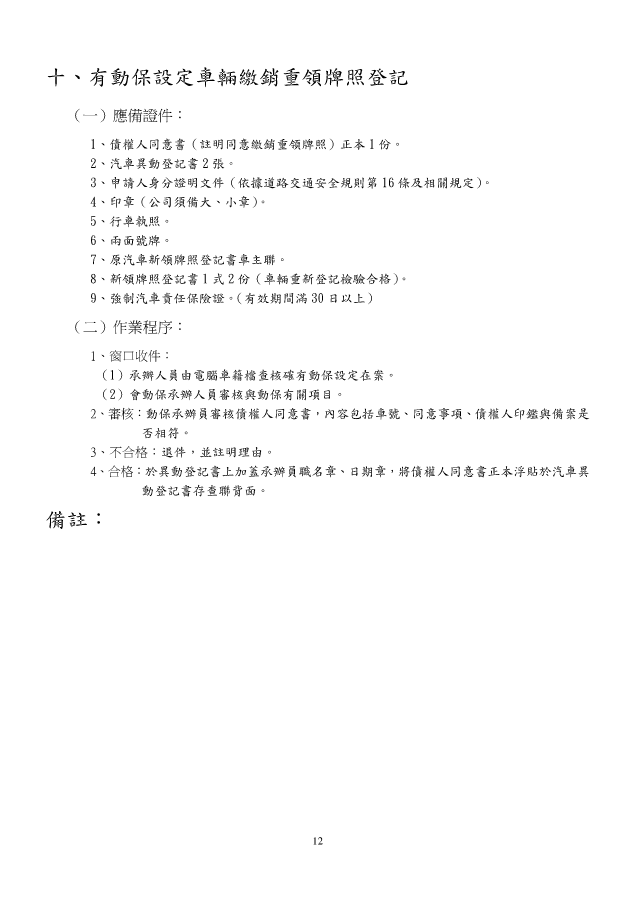 十、有動保設定車輛繳銷重領牌照登記
（一）應備證件：
1、債權人同意書（註明同意繳銷重領牌照）正本 1 份。
2、汽車異動登記書 2 張。
3、申請人身分證明文件（依據道路交通安全規則第 16 條及相關規定）。
4、印章（公司須備大、小章）。
5、行車執照。
6、兩面號牌。
7、原汽車新領牌照登記書車主聯。
8、新領牌照登記書 1 式 2 份（車輛重新登記檢驗合格）。
9、強制汽車責任保險證。（有效期間滿 30 日以上）
（二）作業程序：
1、窗口收件：
（1）承辦人員由電腦車籍檔查核確有動保設定在案。
（2）會動保承辦人員審核與動保有關項目。
2、審核：動保承辦員審核債權人同意書，內容包括車號、同意事項、債權人印鑑與備案是
否相符。
3、不合格：退件，並註明理由。
4、合格：於異動登記書上加蓋承辦員職名章、日期章，將債權人同意書正本浮貼於汽車異
動登記書存查聯背面。
備註：
12